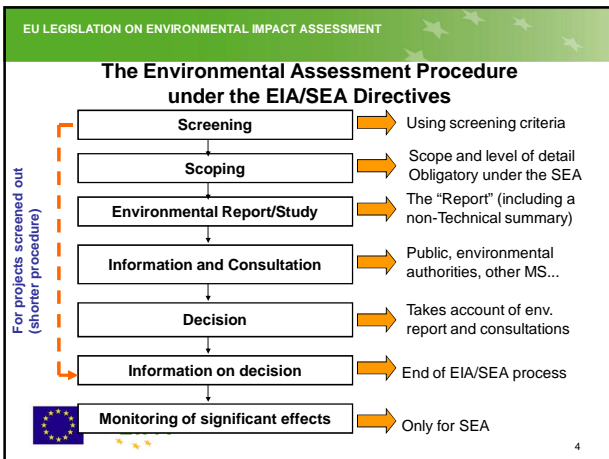 EU LEGISLATION ON ENVIRONMENTAL IMPACT ASSESSMENT
The Environmental Assessment Procedure
under the EIA/SEA Directives
For projects screened out
(shorter procedure)
Screening
Using screening criteria
Scoping
Scope and level of detail
Obligatory under the SEA
Environmental Report/Study
The “Report” (including a
non-Technical summary)
Information and Consultation
Public, environmental
authorities, other MS...
Decision
Takes account of env.
report and consultations
Information on decision
End of EIA/SEA process
Monitoring of significant effects
Only for SEA
4